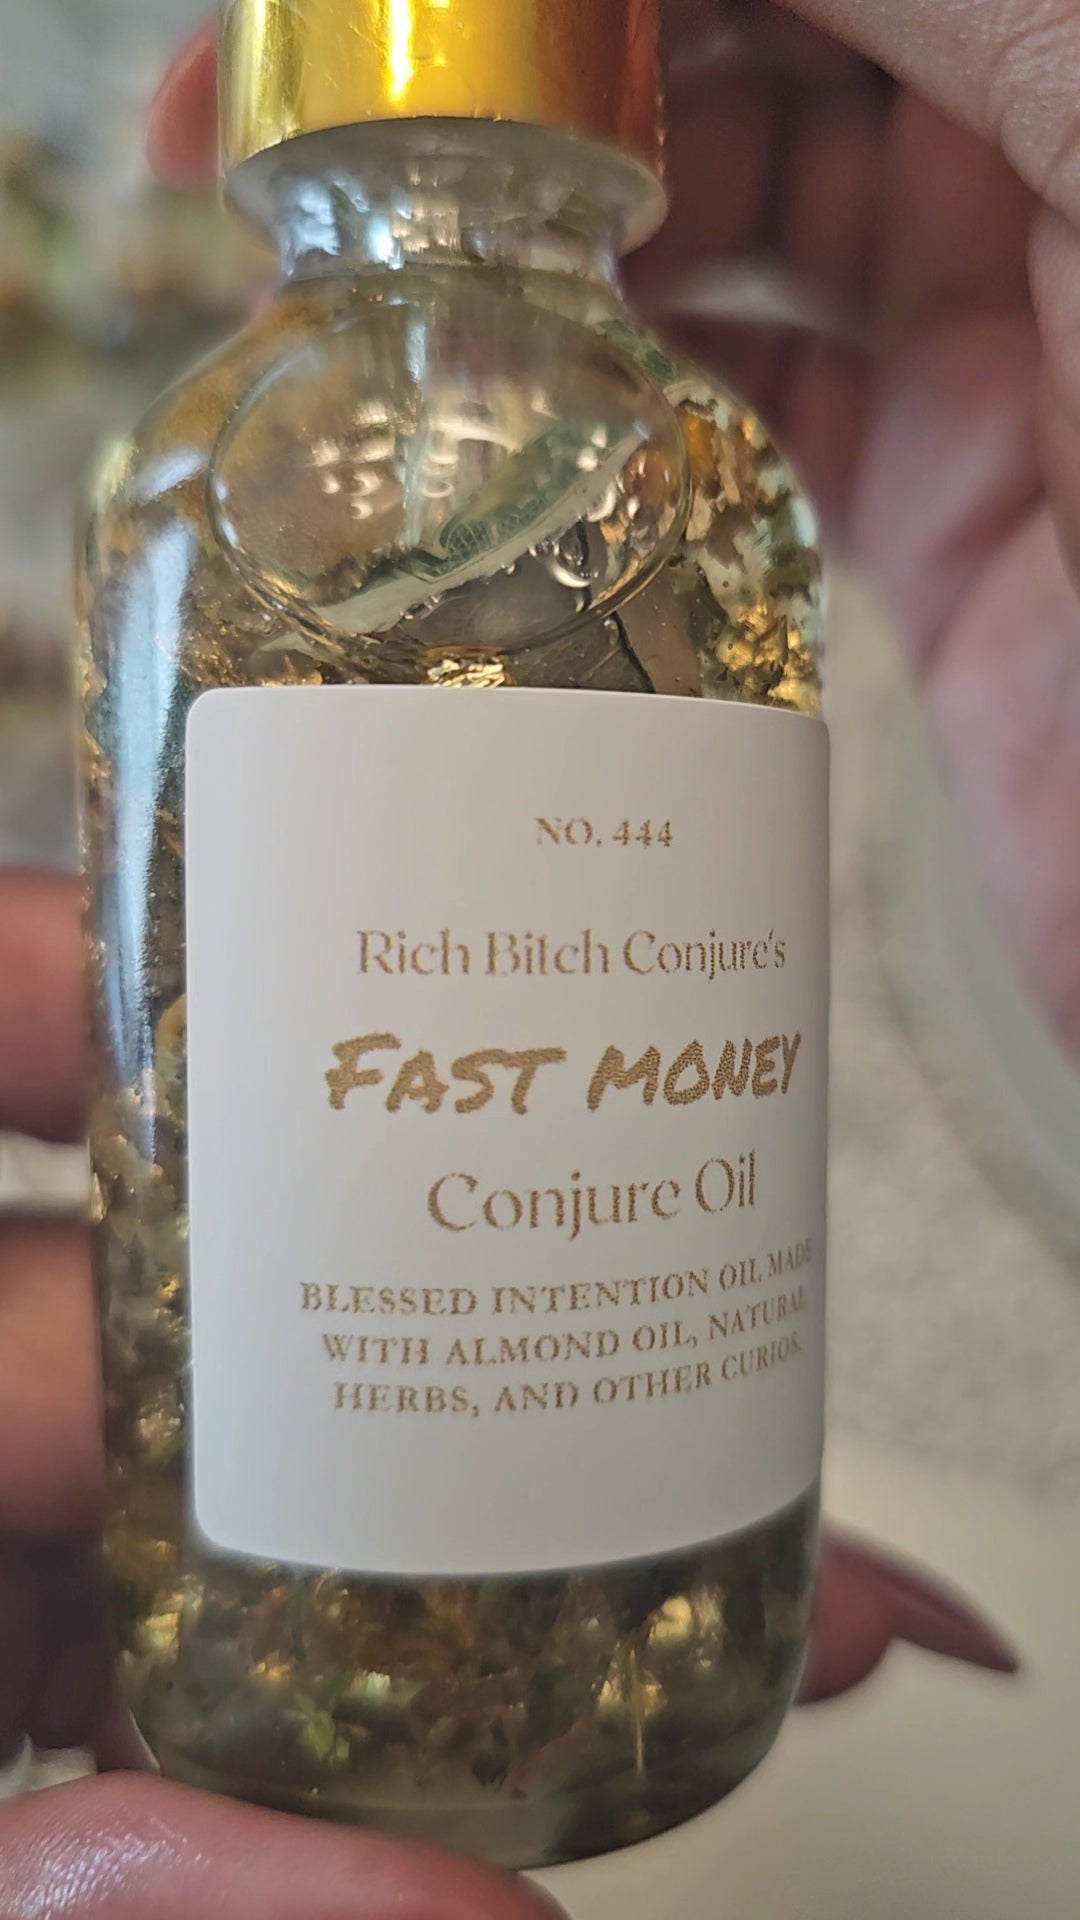 NO. 444
Rich Bitch Conjure's
FAST MONEY
Conjure Oil
BLESSED INTENTION OIL MADE
WITH ALMOND OIL, NATURAL
HERBS, AND OTHER CURIOS.